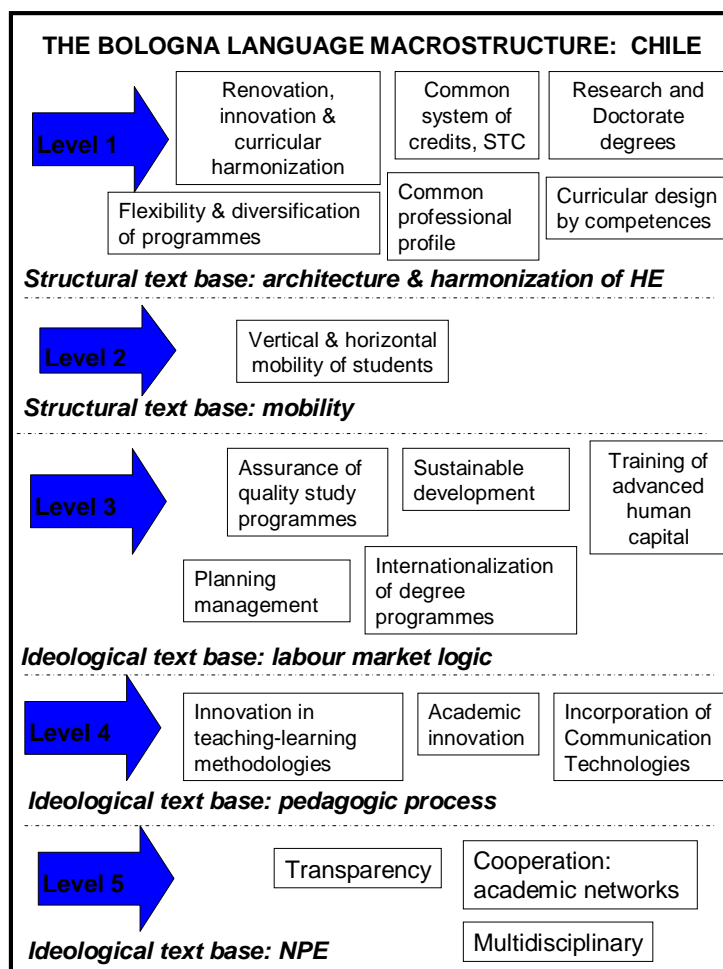 THE BOLOGNA LANGUAGE MACROSTRUCTURE: CHILE
Level 1
Renovation,
innovation &
curricular
harmonization
Common
system of
credits, STC
Research and
Doctorate
degrees
Flexibility & diversification
of programmes
Common
professional
profile
Curricular design
by competences
Structural text base: architecture & harmonization of HE
Level 2
Vertical & horizontal
mobility of students
Structural text base: mobility
Level 3
Assurance of
quality study
programmes
Sustainable
development
Training of
advanced
human
capital
Planning
management
Internationalization
of degree
programmes
Ideological text base: labour market logic
Level 4
Innovation in
teaching-learning
methodologies
Academic
innovation
Incorporation of
Communication
Technologies
Ideological text base: pedagogic process
Level 5
Transparency
Cooperation:
academic networks
Multidisciplinary
Ideological text base: NPE